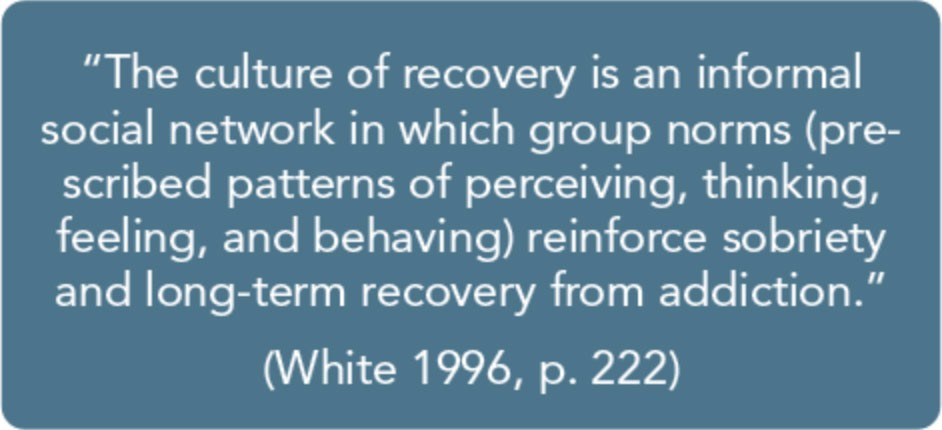 “The culture of recovery is an informal
social network in which group norms (pre-
scribed patterns of perceiving, thinking,
feeling, and behaving) reinforce sobriety
and long-term recovery from addiction.”
(White 1996, p. 222)